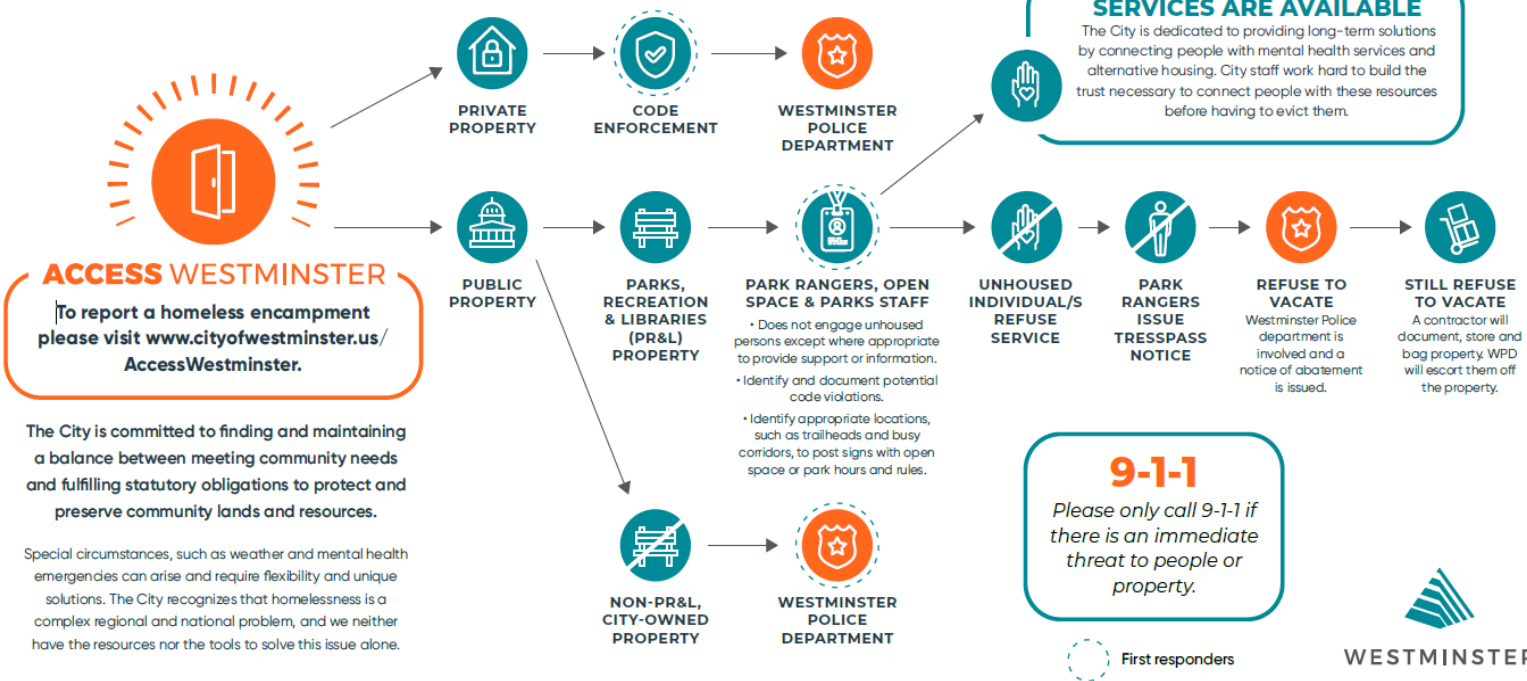 SERVICES ARE AVAILABLE
The City is dedicated to providing long-term solutions
by connecting people with mental health services and
alternative housing. City staff work hard to build the
trust necessary to connect people with these resources
before having to evict them.
PRIVATE
PROPERTY
CODE
ENFORCEMENT
WESTMINSTER
POLICE
DEPARTMENT
ACCESS WESTMINSTER
To report a homeless encampment
please visit www.cityofwestminster.us/
AccessWestminster.
PUBLIC
PROPERTY
PARKS,
RECREATION
& LIBRARIES
(PR&L)
PROPERTY
PARK RANGERS, OPEN
SPACE & PARKS STAFF
• Does not engage unhoused
persons except where appropriate
to provide support or information.
• Identify and document potential
code violations.
• Identify appropriate locations,
such as trailheads and busy
corridors, to post signs with open
space or park hours and rules.
UNHOUSED
INDIVIDUAL/S
REFUSE
SERVICE
PARK
RANGERS
ISSUE
TRESSPASS
NOTICE
REFUSE TO
VACATE
Westminster Police
department is
involved and a
notice of abatement
is issued.
STILL REFUSE
TO VACATE
A contractor will
document, store and
bag property. WPD
will escort them off
the property.
The City is committed to finding and maintaining
a balance between meeting community needs
and fulfilling statutory obligations to protect and
preserve community lands and resources.
Special circumstances, such as weather and mental health
emergencies can arise and require flexibility and unique
solutions. The City recognizes that homelessness is a
complex regional and national problem, and we neither
have the resources nor the tools to solve this issue alone.
NON-PR&L,
CITY-OWNED
PROPERTY
WESTMINSTER
POLICE
DEPARTMENT
9-1-1
Please only call 9-1-1 if
there is an immediate
threat to people or
property.
First responders
WESTMINSTER